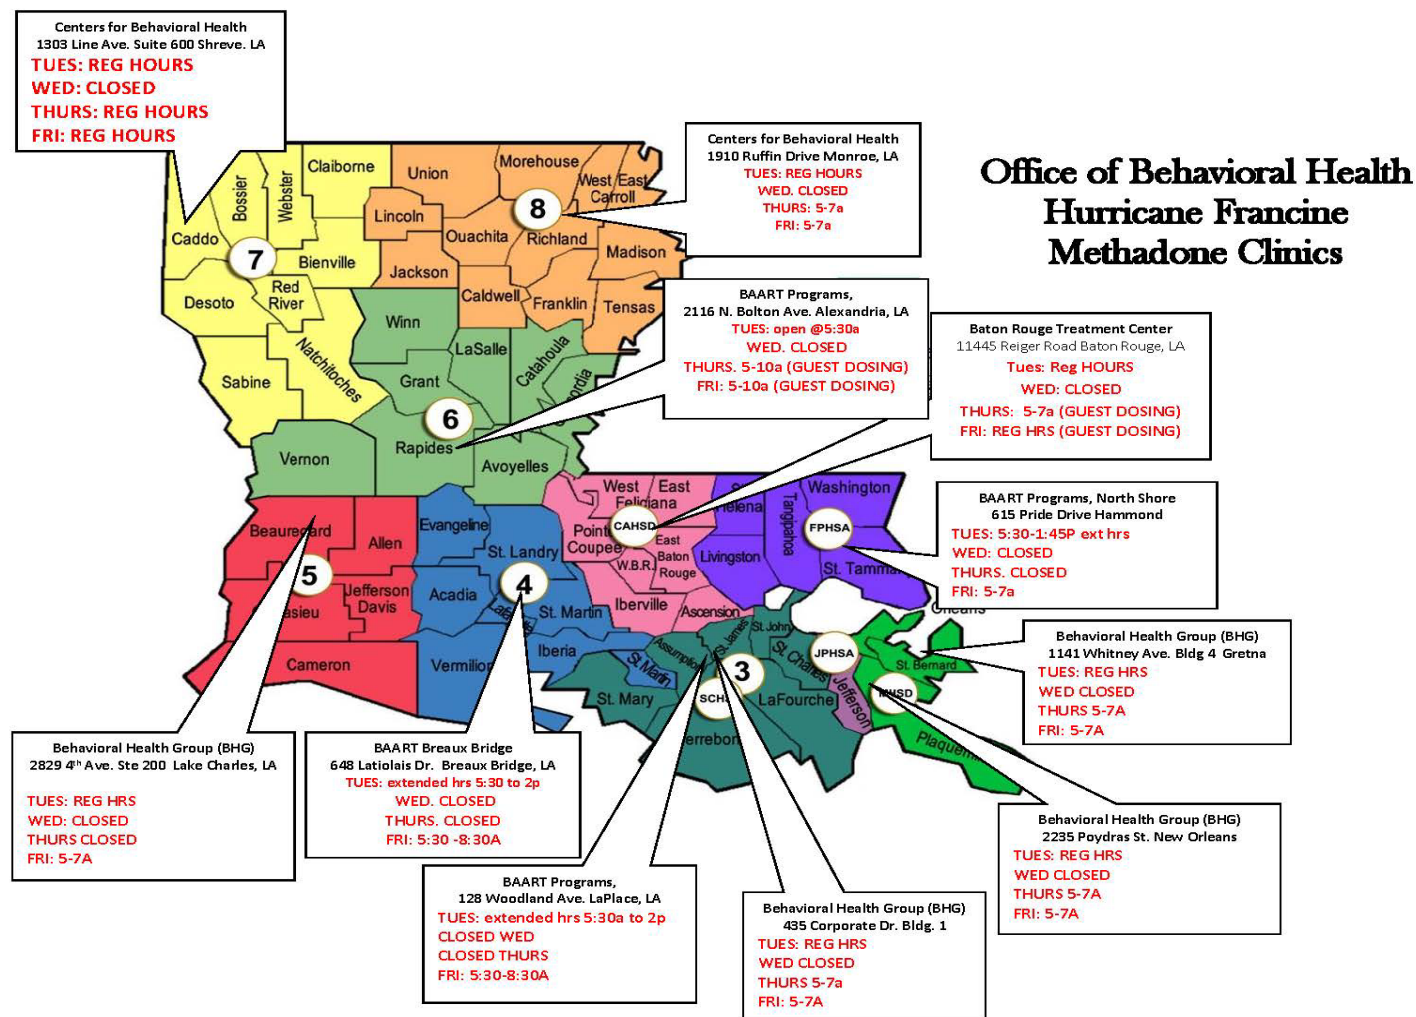 Centers for Behavioral Health
1303 Line Ave. Suite 600 Shreve. LA
TUES: REG HOURS
WED: CLOSED
THURS: REG HOURS
FRI: REG HOURS
Centers for Behavioral Health
1910 Ruffin Drive Monroe, LA
TUES: REG HOURS
WED. CLOSED
THURS: 5-7a
FRI: 5-7a
Office of Behavioral Health
Hurricane Francine
Methadone Clinics
BAART Programs,
2116 N. Bolton Ave. Alexandria, LA
TUES: open @5:30a
WED. CLOSED
THURS. 5-10a (GUEST DOSING)
FRI: 5-10a (GUEST DOSING)
Baton Rouge Treatment Center
11445 Reiger Road Baton Rouge, LA
Tues: Reg HOURS
WED: CLOSED
THURS: 5-7a (GUEST DOSING)
FRI: REG HRS (GUEST DOSING)
BAART Programs, North Shore
615 Pride Drive Hammond
TUES: 5:30-1:45P ext hrs
WED: CLOSED
THURS. CLOSED
FRI: 5-7a
Behavioral Health Group (BHG)
1141 Whitney Ave. Bldg 4 Gretna
TUES: REG HRS
WED CLOSED
THURS 5-7A
FRI: 5-7A
Behavioral Health Group (BHG)
2235 Poydras St. New Orleans
TUES: REG HRS
WED CLOSED
THURS 5-7A
FRI: 5-7A
Behavioral Health Group (BHG)
435 Corporate Dr. Bldg. 1
TUES: REG HRS
WED CLOSED
THURS 5-7a
FRI: 5-7A
BAART Programs,
128 Woodland Ave. LaPlace, LA
TUES: extended hrs 5:30a to 2p
CLOSED WED
CLOSED THURS
FRI: 5:30-8:30A
BAART Breaux Bridge
648 Latiolais Dr. Breaux Bridge, LA
TUES: extended hrs 5:30 to 2p
WED. CLOSED
THURS. CLOSED
FRI: 5:30 -8:30A
Behavioral Health Group (BHG)
2829 4th Ave. Ste 200 Lake Charles, LA
TUES: REG HRS
WED: CLOSED
THURS CLOSED
FRI: 5-7A
Caddo
Bossier
Webster
Claiborne
7
Bienville
Desoto
Red
River
Natchitoches
Sabine
Union
Morehouse
West
East
Carroll
Lincoln
8
Ouachita
Richland
Madison
Jackson
Caldwell
Franklin
Tensas
Winn
LaSalle
Catahoula
Grant
6
Rapides
Vernon
Avoyelles
Beauregard
Allen
5
Jefferson
Davis
Cameron
Evangeline
St. Landry
4
Acadia
St. Martin
Vermilion
Iberia
St. Martin
West
East
Feliciana
Pointe
Coupee
CAHSD
East
Baton
Rouge
W.B.R.
Iberville
Ascension
Helena
Tangipahoa
Washington
FPHSA
Livingston
St. Tammany
Assumption
St. James
St. John
St. Charles
JPHSA
3
St. Mary
LaFourche
Jefferson
St. Bernard